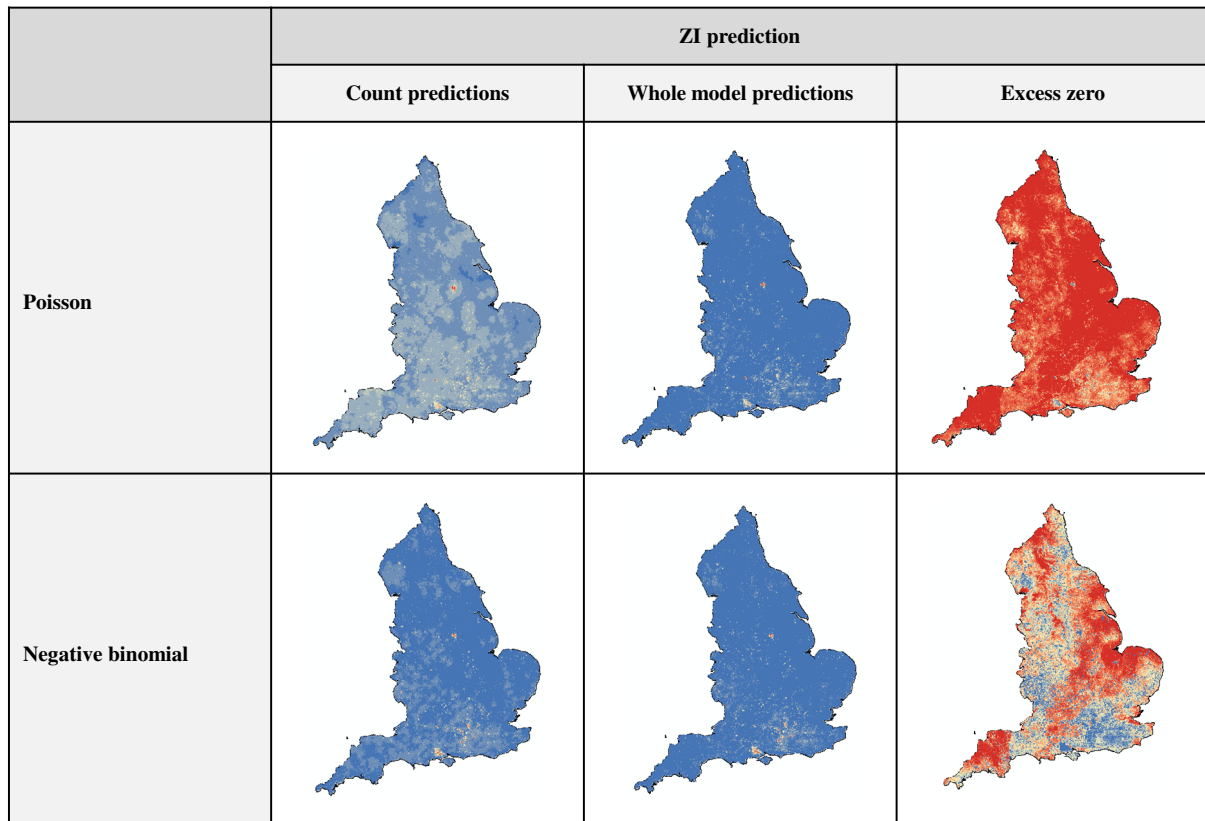 ZI prediction
Count predictions
Whole model predictions
Excess zero
Poisson
Negative binomial